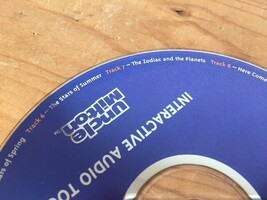 rs of Spring Track 6 – The Stars of Summer Track 7 – The Zodiac and the Planets Track 8 – Here Come
uncle
Milton
INTERACTIVE AUDIO TO